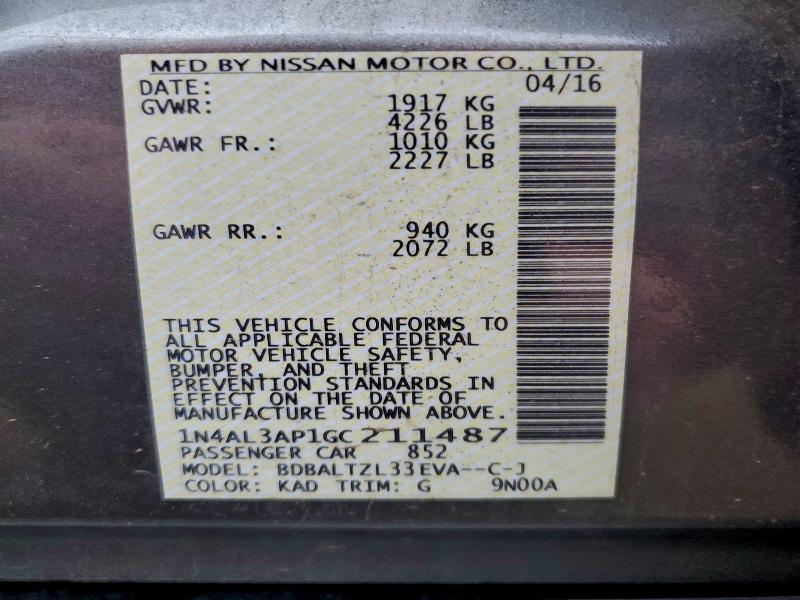 MFD BY NISSAN MOTOR CO., LTD.
DATE: 04/16
GVWR: 1917 KG
4226 LB
GAWR FR.: 1010 KG
2227 LB
GAWR RR.: 940 KG
2072 LB
THIS VEHICLE CONFORMS TO
ALL APPLICABLE FEDERAL
MOTOR VEHICLE SAFETY,
BUMPER, AND THEFT
PREVENTION STANDARDS IN
EFFECT ON THE DATE OF
MANUFACTURE SHOWN ABOVE.
1N4AL3AP1GC211487
PASSENGER CAR 852
MODEL: BDBALTZL33EVA--C-J
COLOR: KAD TRIM: G 9N00A